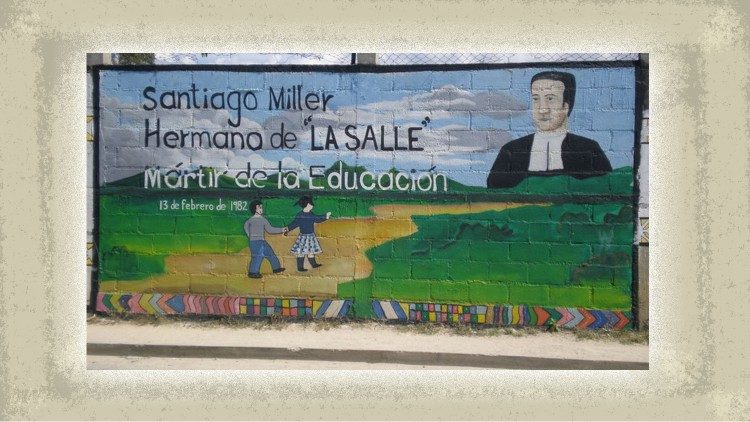 Santiago Miller
Hermano de "LA SALLE"
Mártir de la Educación
13 de febrero de 1982